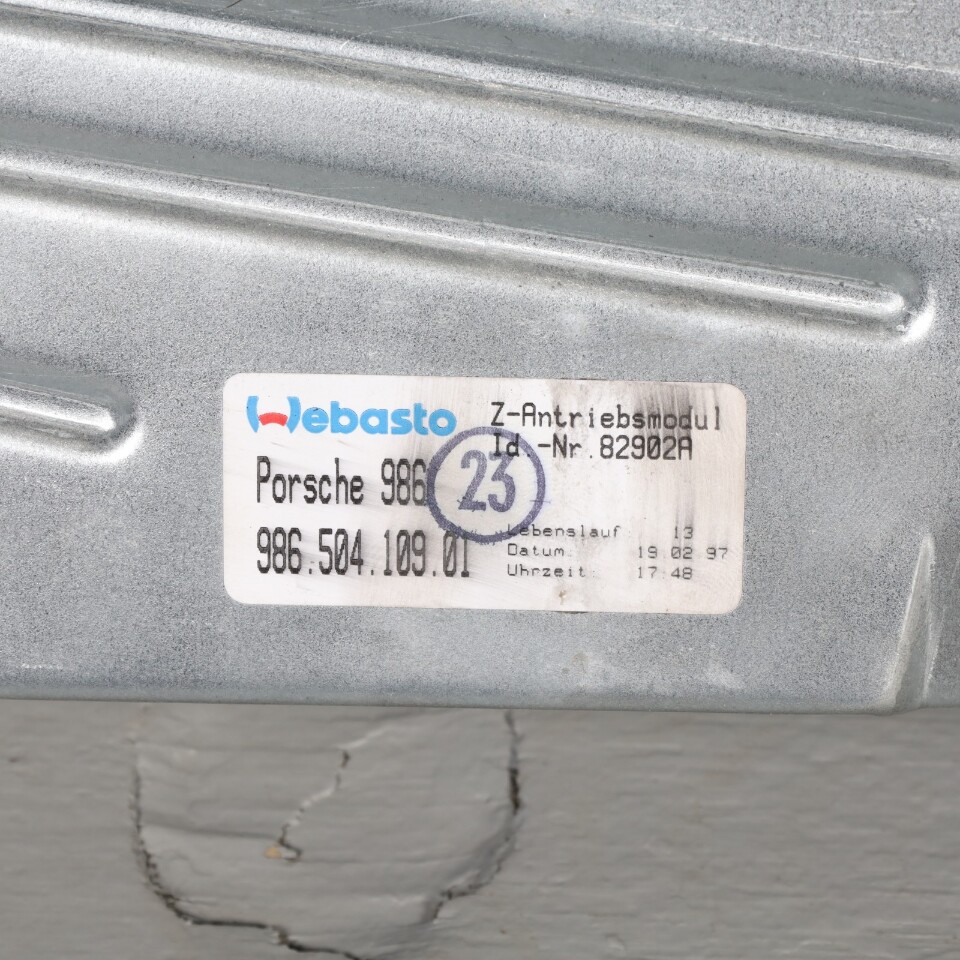 Webasto
Z-Antriebsmodul
Id.-Nr.82902A
Porsche 986
23
986.504.109.01
Lebenslauf 13
Datum: 19.02.97
Uhrzeit: 17:48